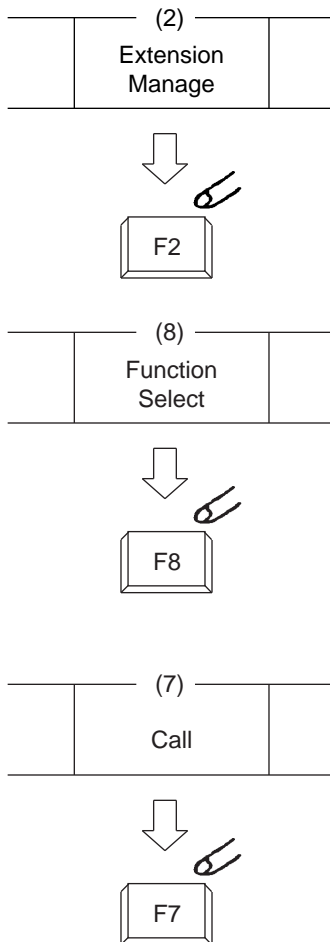 (2)
Extension
Manage
F2
(8)
Function
Select
F8
(7)
Call
F7